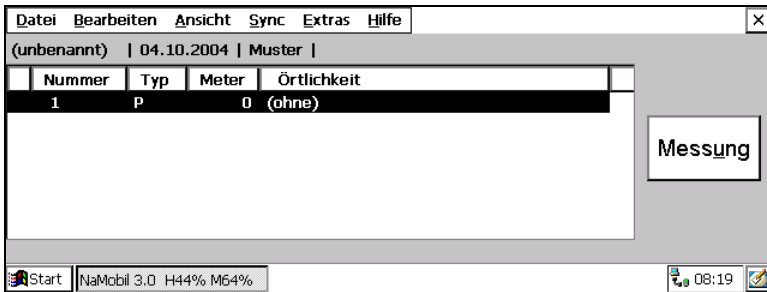 Datei Bearbeiten Ansicht Sync Extras Hilfe
(unbenannt) | 04.10.2004 | Muster |
Nummer Typ Meter Örtlichkeit
1 P 0 (ohne)
Messung
Start NaMobil 3.0 H44% M64% 08:19